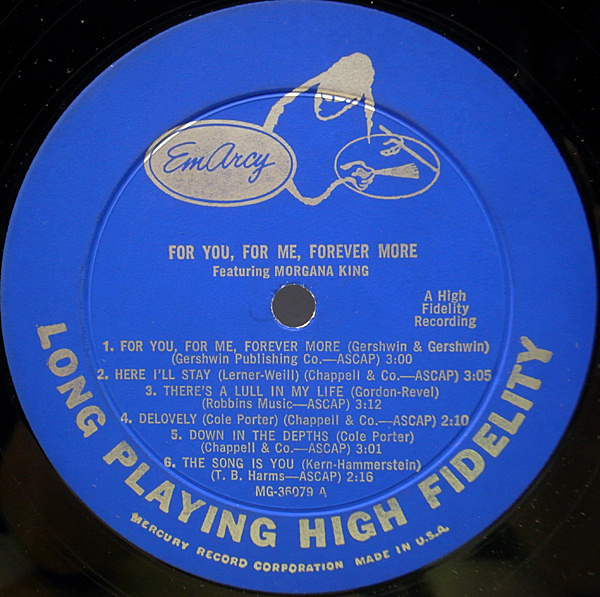 EmArcy
FOR YOU, FOR ME, FOREVER MORE
Featuring MORGANA KING
A High
Fidelity
Recording
1. FOR YOU, FOR ME, FOREVER MORE (Gershwin & Gershwin)
(Gershwin Publishing Co.—ASCAP) 3:00
2. HERE I'LL STAY (Lerner-Weill) (Chappell & Co.—ASCAP) 3:05
3. THERE'S A LULL IN MY LIFE (Gordon-Revel)
(Robbins Music—ASCAP) 3:12
4. DELOVELY (Cole Porter) (Chappell & Co.—ASCAP) 2:10
5. DOWN IN THE DEPTHS (Cole Porter)
(Chappell & Co.—ASCAP) 3:01
6. THE SONG IS YOU (Kern-Hammerstein)
(T. B. Harms—ASCAP) 2:16
MG-36079 A
LONG PLAYING HIGH FIDELITY
MERCURY RECORD CORPORATION MADE IN U.S.A.